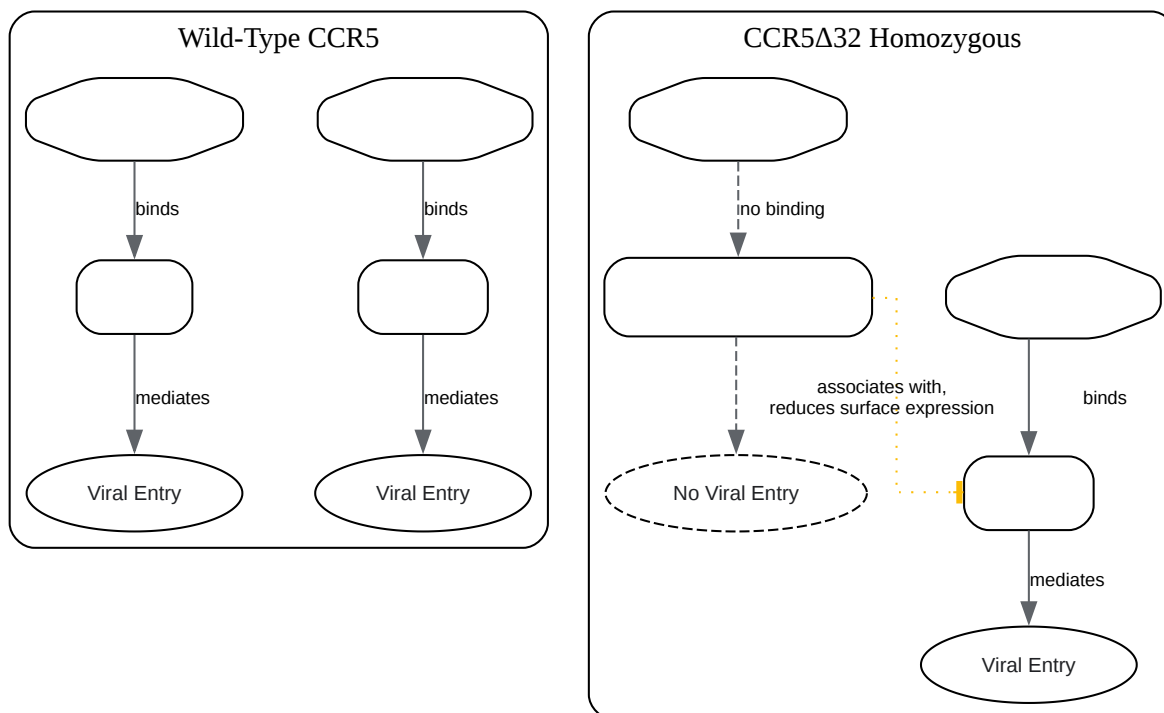 Wild-Type CCR5
binds
binds
mediates
mediates
Viral Entry
Viral Entry
CCR5Δ32 Homozygous
no binding
associates with,
reduces surface expression
binds
No Viral Entry
mediates
Viral Entry